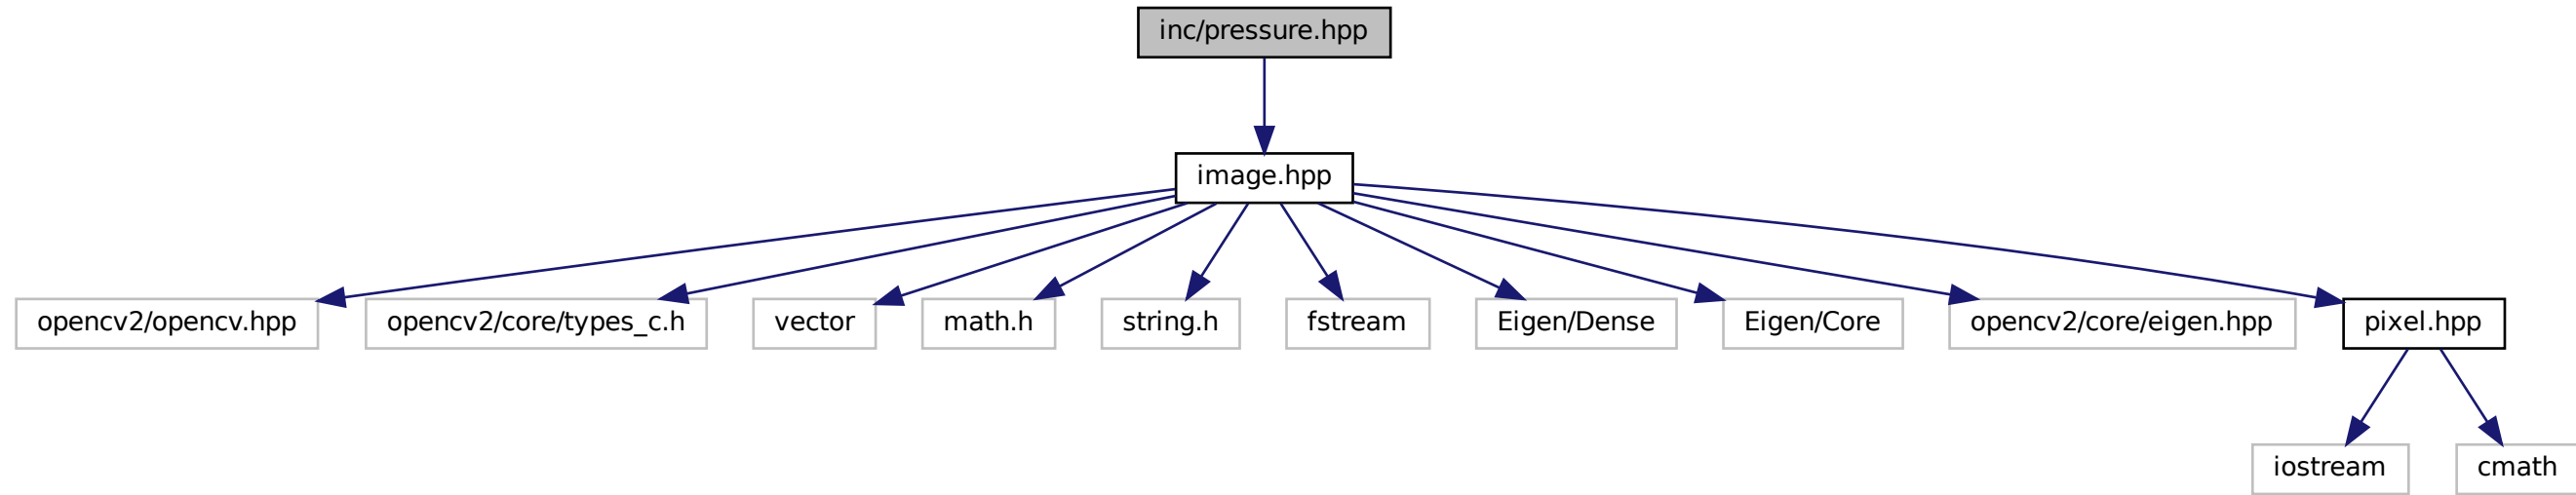 inc/pressure.hpp
image.hpp
opencv2/opencv.hpp
opencv2/core/types_c.h
vector
math.h
string.h
fstream
Eigen/Dense
Eigen/Core
opencv2/core/eigen.hpp
pixel.hpp
iostream
cmath